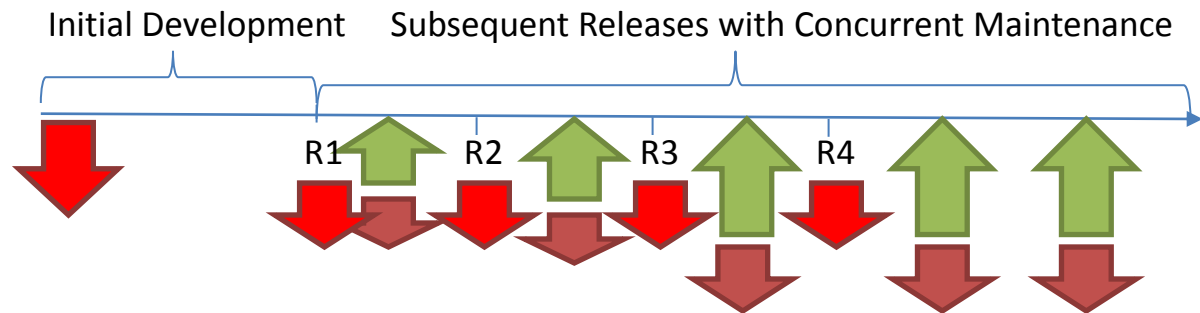 Initial Development Subsequent Releases with Concurrent Maintenance
R1 R2 R3 R4